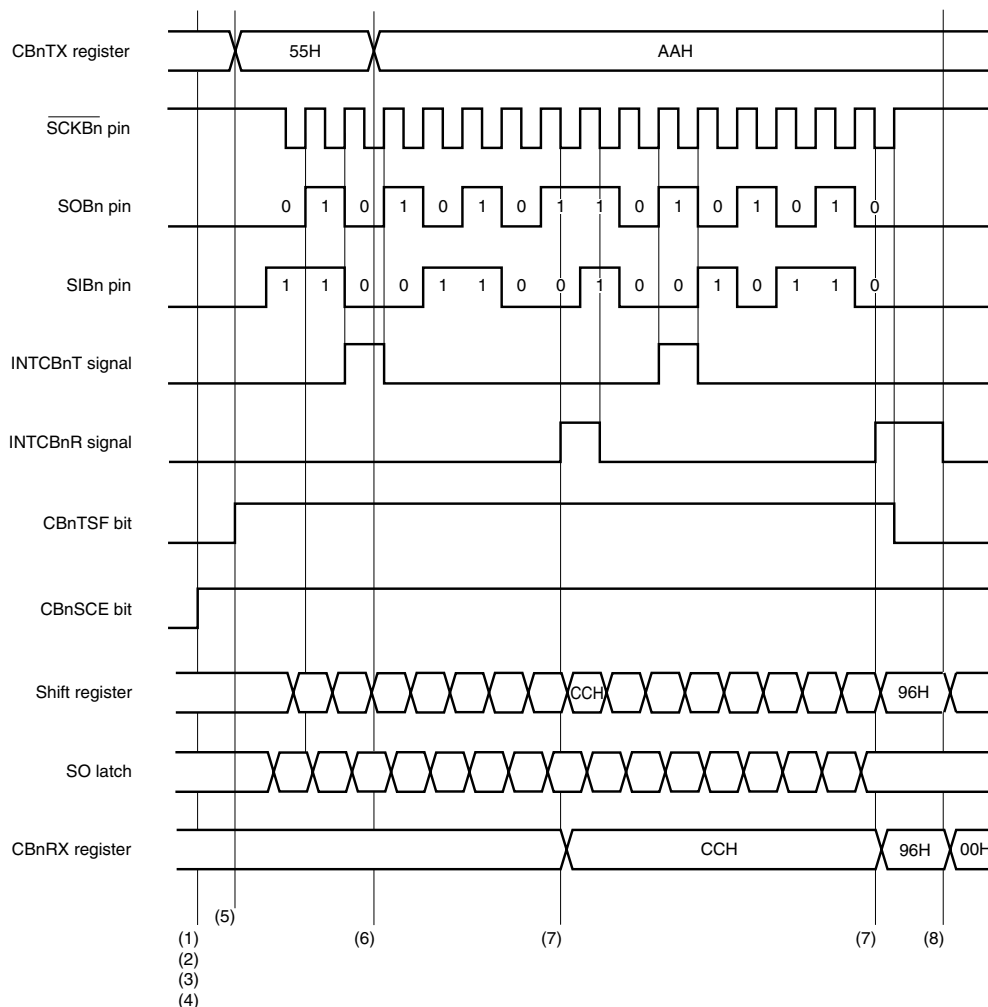 CBnTX register 55H AAH
SCKBn pin
SOBn pin 0 1 0 1 0 1 0 1 1 0 1 0 1 0 1 0
SIBn pin 1 1 0 0 1 1 0 0 1 0 0 1 0 1 1 0
INTCBnT signal
INTCBnR signal
CBnTSF bit
CBnSCE bit
Shift register CCH 96H
SO latch
CBnRX register CCH 96H 00H
(5)
(1) (6) (7) (7) (8)
(2)
(3)
(4)